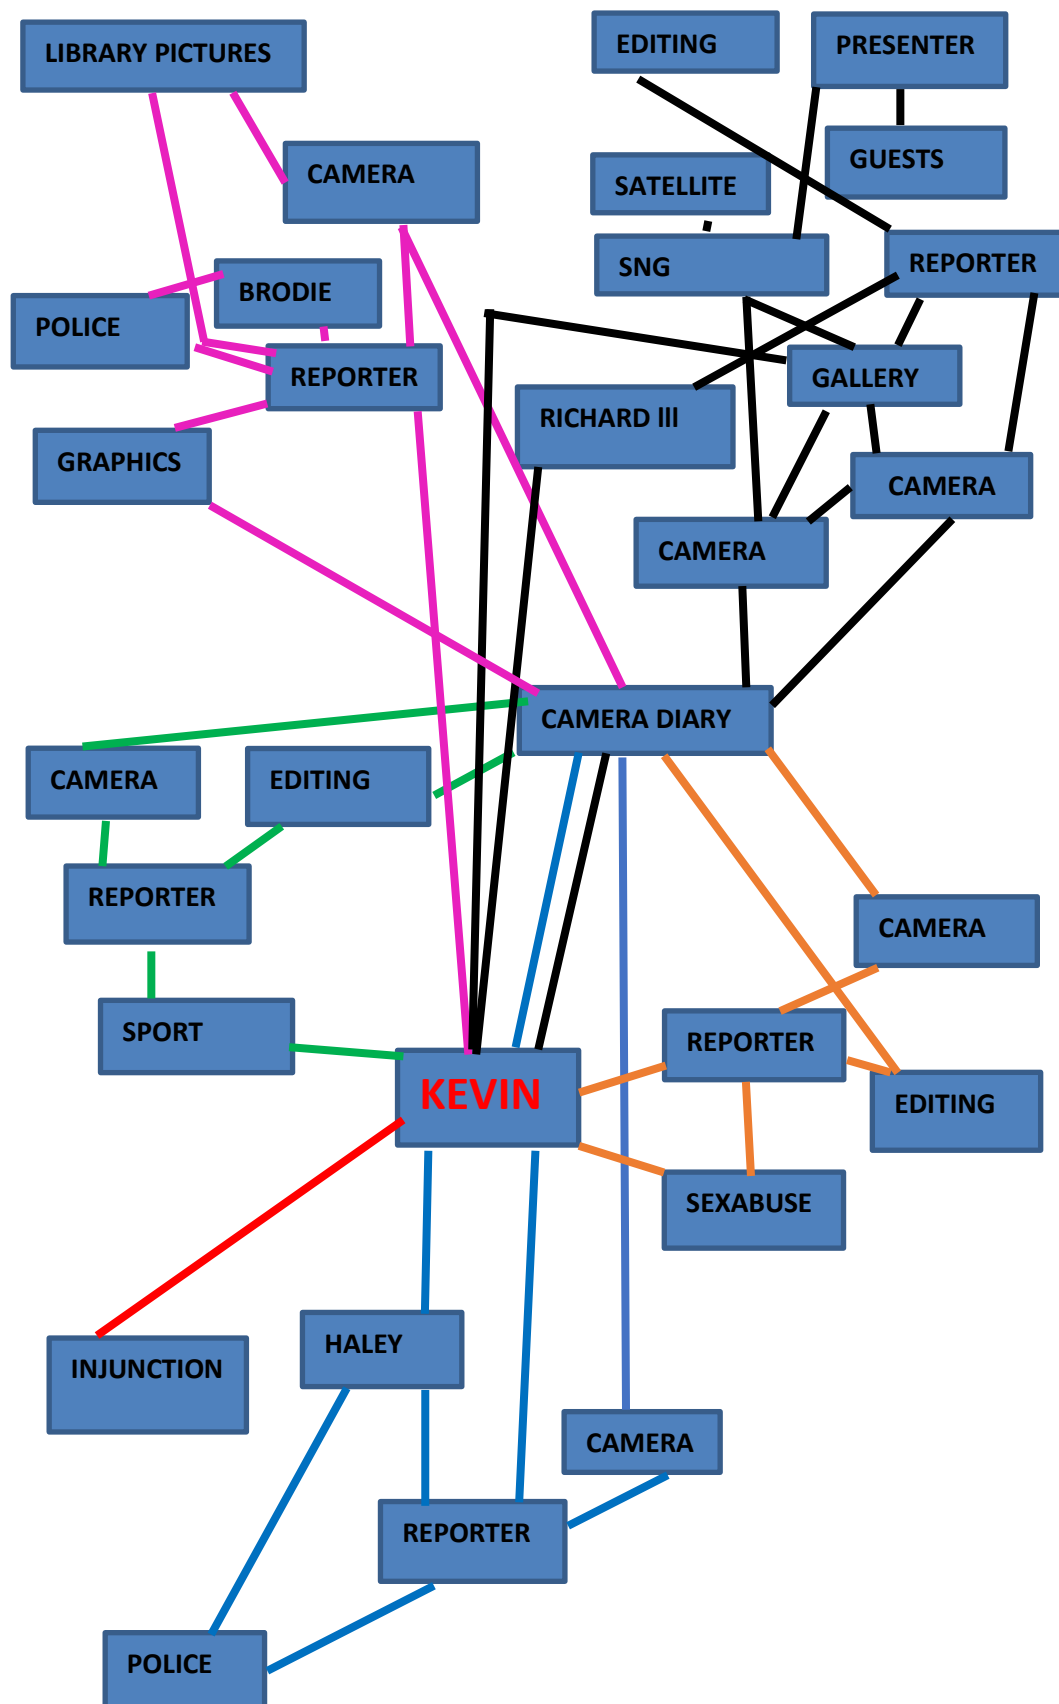 LIBRARY PICTURES
EDITING
PRESENTER
CAMERA
GUESTS
SATELLITE
SNG
REPORTER
BRODIE
POLICE
REPORTER
GALLERY
RICHARD lll
GRAPHICS
CAMERA
CAMERA
CAMERA DIARY
CAMERA
EDITING
REPORTER
CAMERA
SPORT
REPORTER
KEVIN
EDITING
SEXABUSE
HALEY
INJUNCTION
CAMERA
REPORTER
POLICE